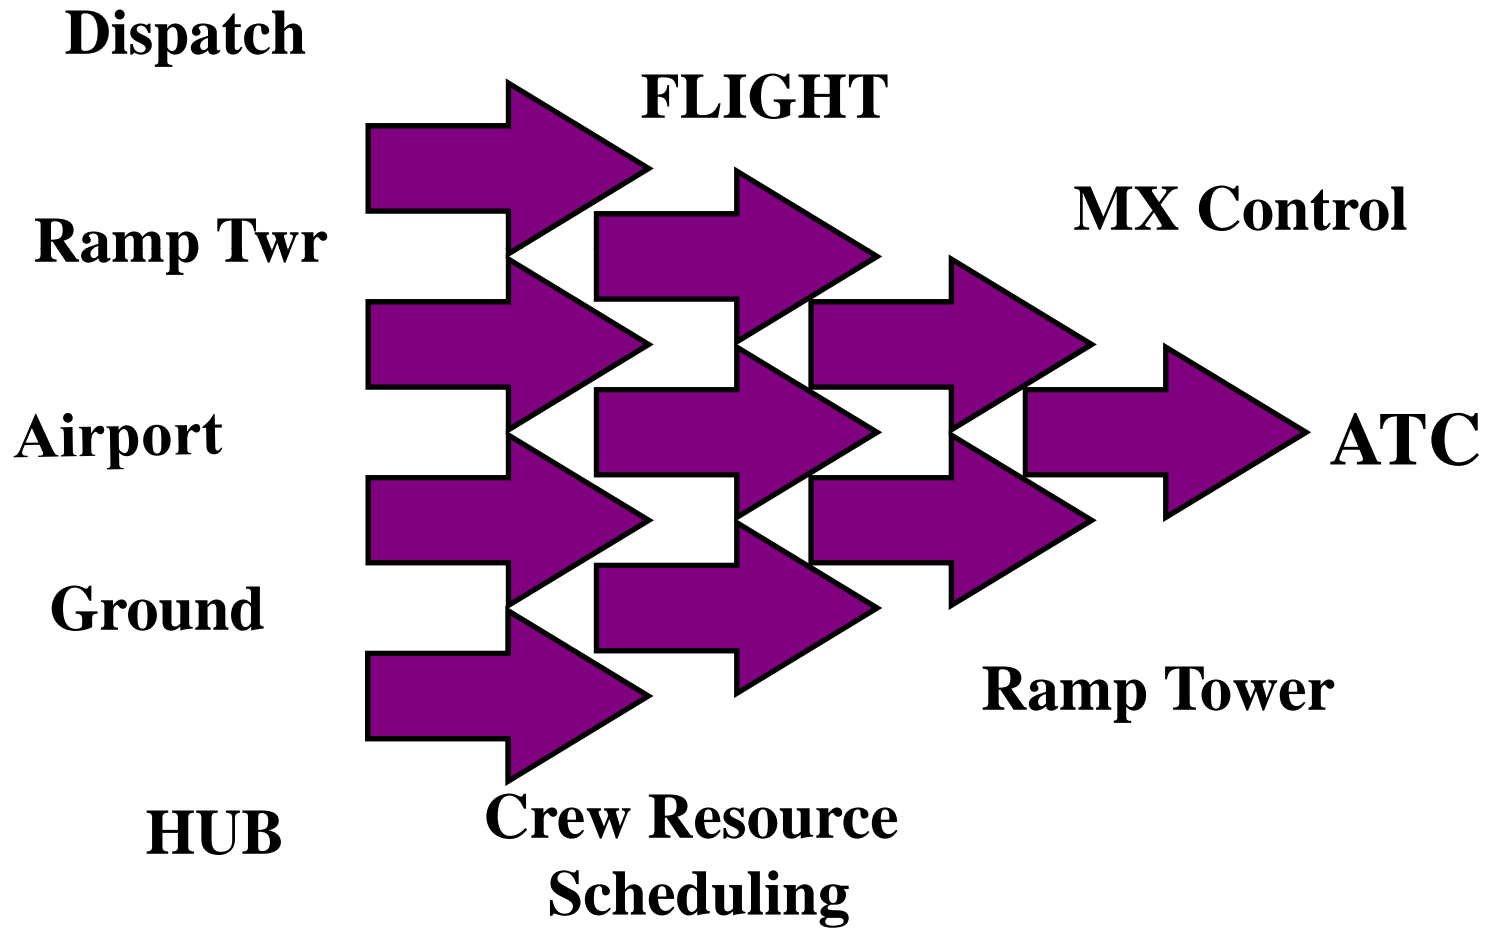 Dispatch
FLIGHT
MX Control
Ramp Twr
Airport
ATC
Ground
Ramp Tower
HUB
Crew Resource
Scheduling